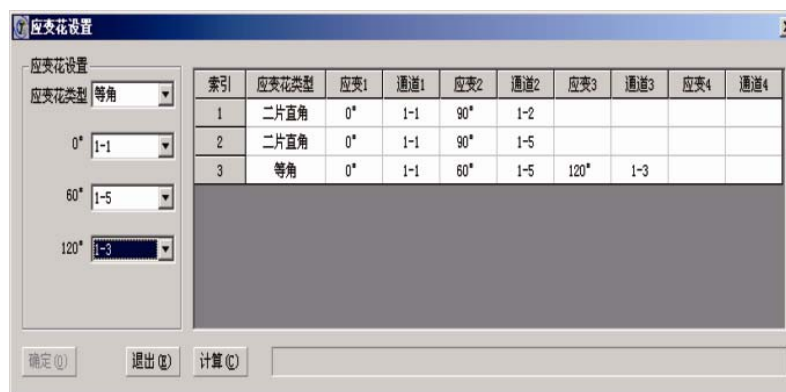 应变花设置
应变花设置
应变花类型 等角
0° 1-1
60° 1-5
120° 1-3
索引 应变花类型 应变1 通道1 应变2 通道2 应变3 通道3 应变4 通道4
1 二片直角 0° 1-1 90° 1-2
2 二片直角 0° 1-1 90° 1-5
3 等角 0° 1-1 60° 1-5 120° 1-3
确定(O) 退出(E) 计算(C)